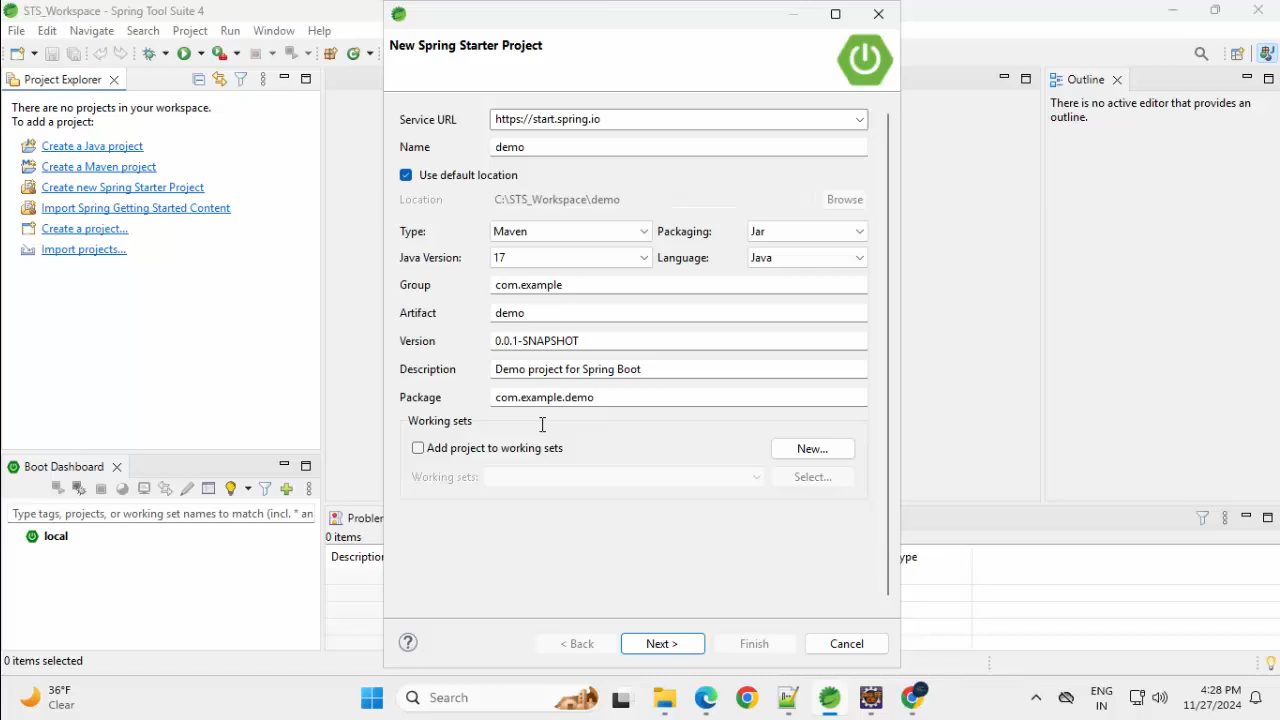 STS_Workspace - Spring Tool Suite 4
File Edit Navigate Search Project Run Window Help
Project Explorer
There are no projects in your workspace.
To add a project:
Create a Java project
Create a Maven project
Create new Spring Starter Project
Import Spring Getting Started Content
Create a project...
Import projects...
Boot Dashboard
Type tags, projects, or working set names to match (incl. * an
local
0 items selected
New Spring Starter Project
Service URL https://start.spring.io
Name demo
Use default location
Location C:\STS_Workspace\demo Browse
Type: Maven Packaging: Jar
Java Version: 17 Language: Java
Group com.example
Artifact demo
Version 0.0.1-SNAPSHOT
Description Demo project for Spring Boot
Package com.example.demo
Working sets
Add project to working sets New...
Working sets: Select...
< Back Next > Finish Cancel
Problem
0 items
Description
ype
Outline
There is no active editor that provides an
outline.
36°F
Clear
Search
ENG
IN
4:28 PM
11/27/2024